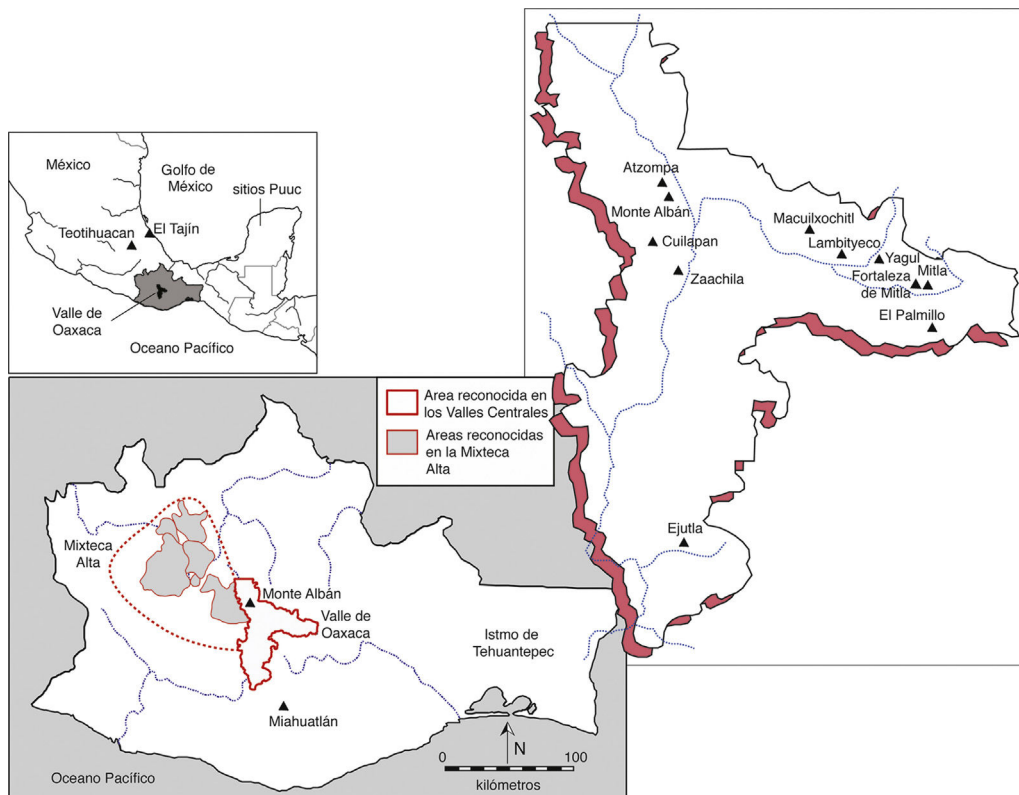 México
Golfo de
México
sitios Puuc
Teotihuacan
El Tajín
Valle de
Oaxaca
Oceano Pacífico
Atzompa
Monte Albán
Cuilapan
Zaachila
Macuilxochitl
Lambityeco
Yagul
Mitla
Fortaleza
de Mitla
El Palmillo
Ejutla
Area reconocida en
los Valles Centrales
Areas reconocidas
en la Mixteca
Alta
Mixteca
Alta
Monte Albán
Valle de
Oaxaca
Istmo de
Tehuantepec
Miahuatlán
Oceano Pacífico
N
0 100
kilómetros